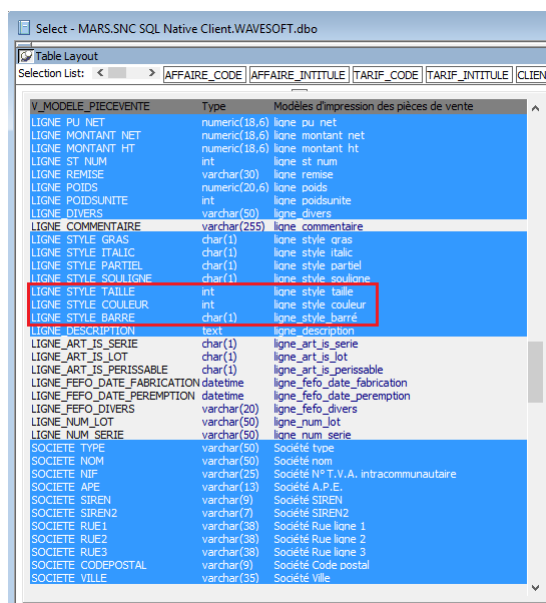 Select - MARS.SNC SQL Native Client.WAVESOFT.dbo
Table Layout
Selection List: < > AFFAIRE_CODE AFFAIRE_INTITULE TARIF_CODE TARIF_INTITULE CLIEN
V_MODELE_PIECEVENTE Type Modèles d'impression des pièces de vente
LIGNE_PU_NET numeric(18,6) ligne_pu_net
LIGNE_MONTANT_NET numeric(18,6) ligne_montant_net
LIGNE_MONTANT_HT numeric(18,6) ligne_montant_ht
LIGNE_ST_NUM int ligne_st_num
LIGNE_REMISE varchar(30) ligne_remise
LIGNE_POIDS numeric(20,6) ligne_poids
LIGNE_POIDSUNITE int ligne_poidsunite
LIGNE_DIVERS varchar(50) ligne_divers
LIGNE_COMMENTAIRE varchar(255) ligne_commentaire
LIGNE_STYLE_GRAS char(1) ligne_style_gras
LIGNE_STYLE_ITALIC char(1) ligne_style_italic
LIGNE_STYLE_PARTIEL char(1) ligne_style_partiel
LIGNE_STYLE_SOULIGNE char(1) ligne_style_souligne
LIGNE_STYLE_TAILLE int ligne_style_taille
LIGNE_STYLE_COULEUR int ligne_style_couleur
LIGNE_STYLE_BARRE char(1) ligne_style_barré
LIGNE_DESCRIPTION text ligne_description
LIGNE_ART_IS_SERIE char(1) ligne_art_is_serie
LIGNE_ART_IS_LOT char(1) ligne_art_is_lot
LIGNE_ART_IS_PERISSABLE char(1) ligne_art_is_perissable
LIGNE_FEFO_DATE_FABRICATION datetime ligne_fefo_date_fabrication
LIGNE_FEFO_DATE_PEREMPTION datetime ligne_fefo_date_peremption
LIGNE_FEFO_DIVERS varchar(20) ligne_fefo_divers
LIGNE_NUM_LOT varchar(50) ligne_num_lot
LIGNE_NUM_SERIE varchar(50) ligne_num_serie
SOCIETE_TYPE varchar(50) Société type
SOCIETE_NOM varchar(50) Société nom
SOCIETE_NIF varchar(25) Société N° T.V.A. intracommunautaire
SOCIETE_APE varchar(13) Société A.P.E.
SOCIETE_SIREN varchar(9) Société SIREN
SOCIETE_SIREN2 varchar(7) Société SIREN2
SOCIETE_RUE1 varchar(38) Société Rue ligne 1
SOCIETE_RUE2 varchar(38) Société Rue ligne 2
SOCIETE_RUE3 varchar(38) Société Rue ligne 3
SOCIETE_CODEPOSTAL varchar(9) Société Code postal
SOCIETE_VILLE varchar(35) Société Ville